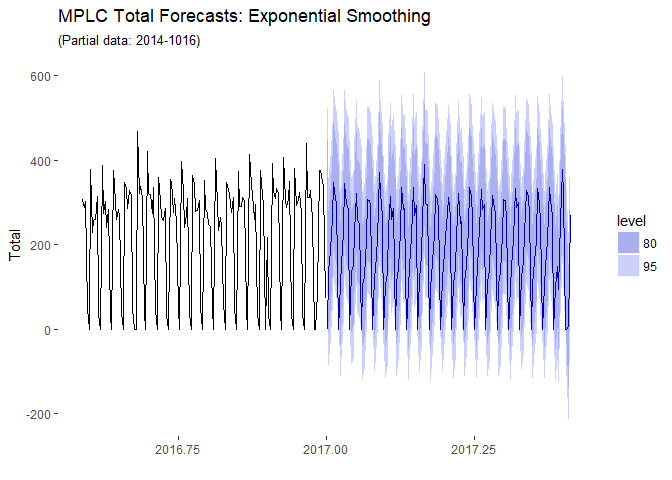 MPLC Total Forecasts: Exponential Smoothing
(Partial data: 2014-1016)
600
400
200
0
-200
Total
2016.75
2017.00
2017.25
level
80
95